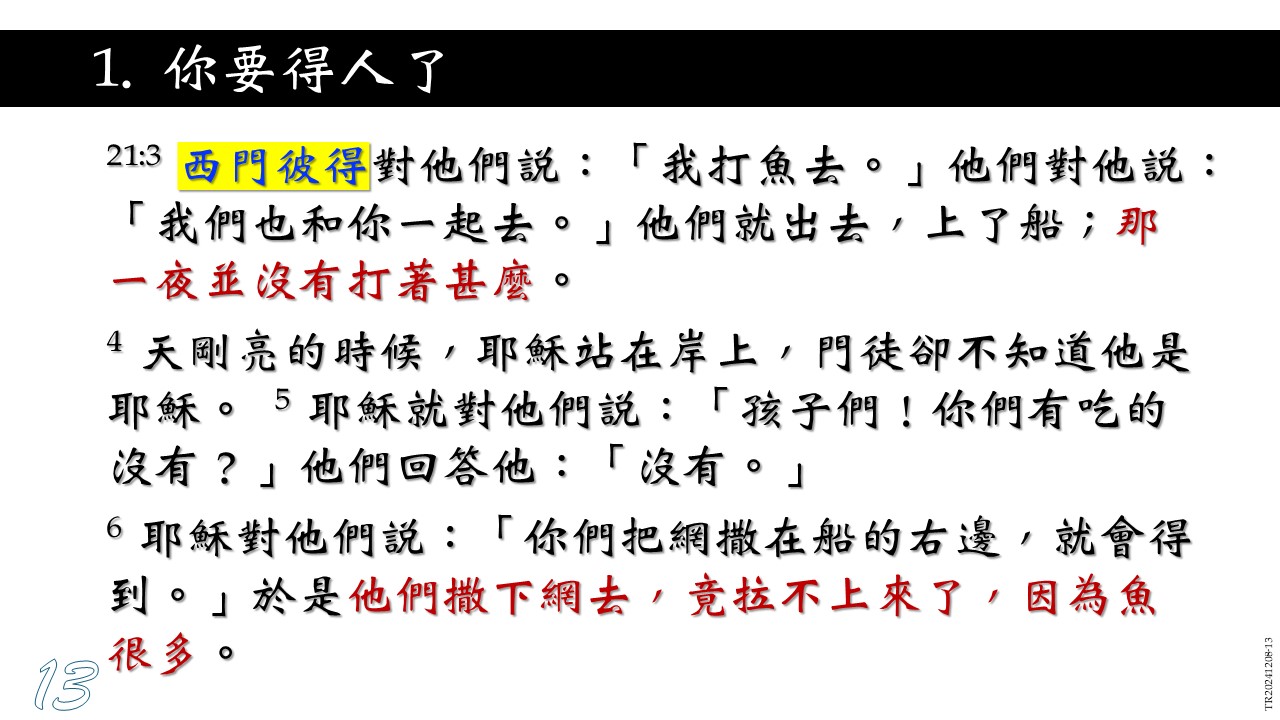 1. 你要得人了
21:3 西門彼得對他們説：「我打魚去。」他們對他説：
「我們也和你一起去。」他們就出去，上了船；那
一夜並沒有打著甚麼。
4 天剛亮的時候，耶穌站在岸上，門徒卻不知道他是
耶穌。 5 耶穌就對他們説：「孩子們！你們有吃的
沒有？」他們回答他：「沒有。」
6 耶穌對他們説：「你們把網撒在船的右邊，就會得
到。」於是他們撒下網去，竟拉不上來了，因為魚
很多。
13
TR20241208-13